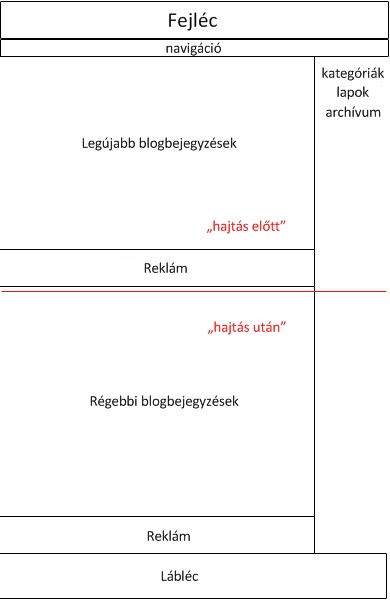 Fejléc
navigáció
kategóriák
lapok
archívum
Legújabb blogbejegyzések
„hajtás előtt”
Reklám
„hajtás után”
Régebbi blogbejegyzések
Reklám
Lábléc